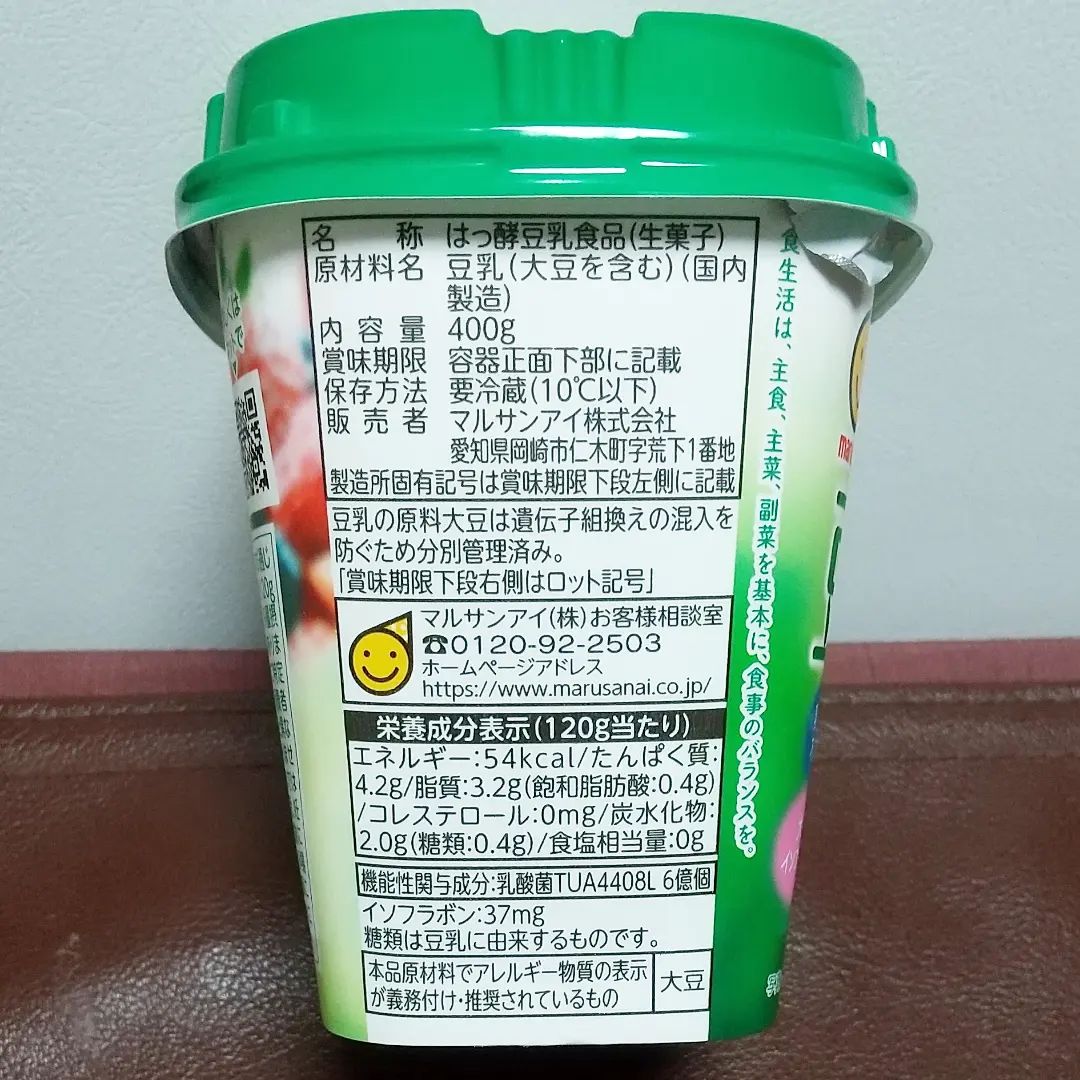 名称 はっ酵豆乳食品(生菓子)
原材料名 豆乳(大豆を含む)(国内
製造)
内容量 400g
賞味期限 容器正面下部に記載
保存方法 要冷蔵(10℃以下)
販売者 マルサンアイ株式会社
愛知県岡崎市仁木町字荒下1番地
製造所固有記号は賞味期限下段左側に記載
豆乳の原料大豆は遺伝子組換えの混入を
防ぐため分別管理済み。
「賞味期限下段右側はロット記号」
マルサンアイ(株)お客様相談室
☎0120-92-2503
ホームページアドレス
https://www.marusanai.co.jp/
栄養成分表示(120g当たり)
エネルギー:54kcal/たんぱく質:
4.2g/脂質:3.2g(飽和脂肪酸:0.4g)
/コレステロール:0mg/炭水化物:
2.0g(糖類:0.4g)/食塩相当量:0g
機能性関与成分:乳酸菌TUA4408L 6億個
イソフラボン:37mg
糖類は豆乳に由来するものです。
本品原材料でアレルギー物質の表示
が義務付け・推奨されているもの
大豆
食生活は、主食、主菜、副菜を基本に、食事のバランスを。